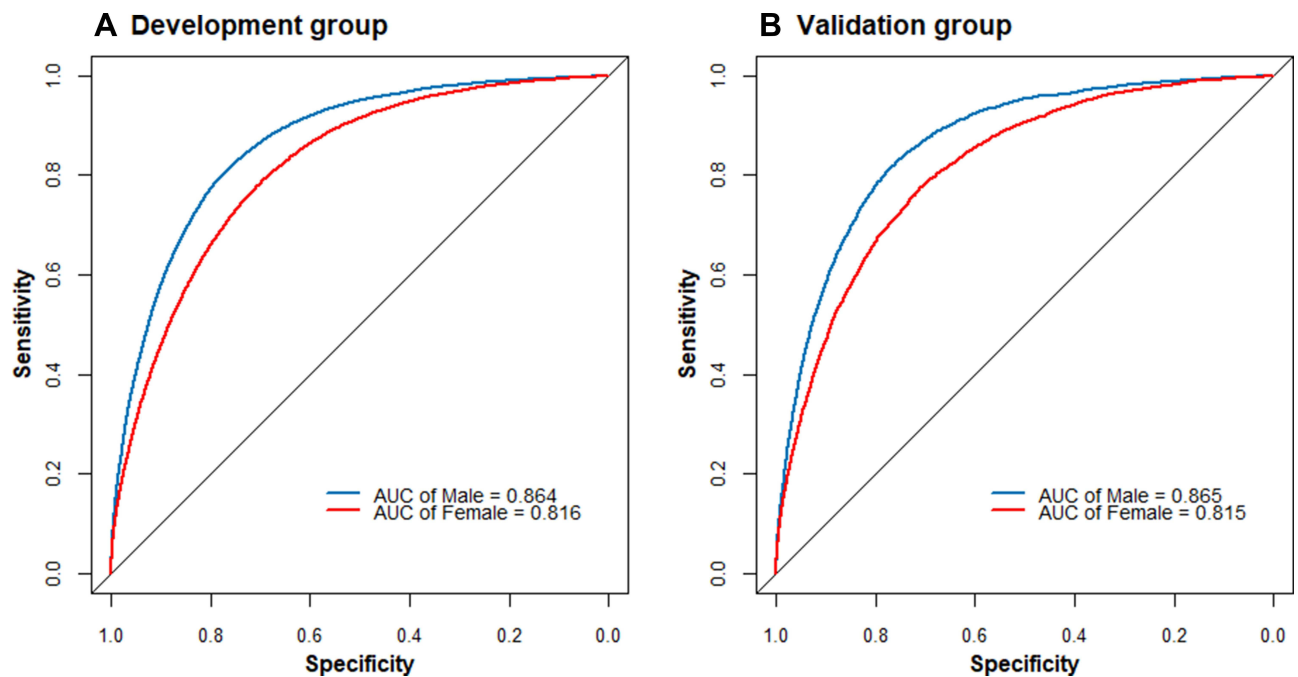 A Development group
1.0
0.8
0.6
0.4
0.2
0.0
Sensitivity
AUC of Male = 0.864
AUC of Female = 0.816
1.0 0.8 0.6 0.4 0.2 0.0
Specificity
B Validation group
1.0
0.8
0.6
0.4
0.2
0.0
Sensitivity
AUC of Male = 0.865
AUC of Female = 0.815
1.0 0.8 0.6 0.4 0.2 0.0
Specificity